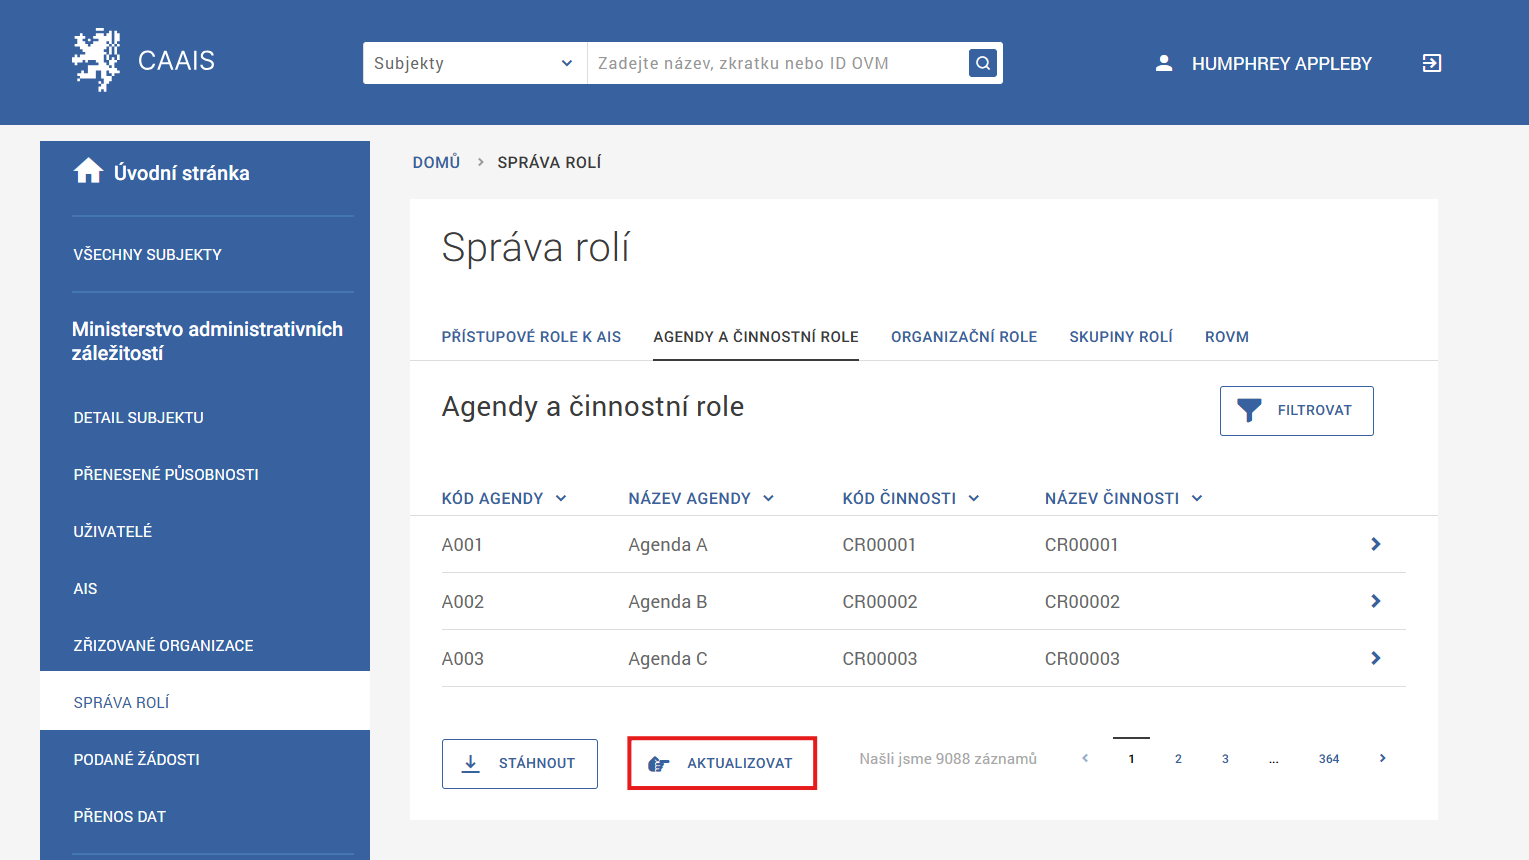 CAAIS
Subjekty
Zadejte název, zkratku nebo ID OVM
HUMPHREY APPLEBY
Úvodní stránka
VŠECHNY SUBJEKTY
Ministerstvo administrativních
záležitostí
DETAIL SUBJEKTU
PŘENESENÉ PŮSOBNOSTI
UŽIVATELÉ
AIS
ZŘIZOVANÉ ORGANIZACE
SPRÁVA ROLÍ
PODANÉ ŽÁDOSTI
PŘENOS DAT
DOMŮ > SPRÁVA ROLÍ
Správa rolí
PŘÍSTUPOVÉ ROLE K AIS AGENDY A ČINNOSTNÍ ROLE ORGANIZAČNÍ ROLE SKUPINY ROLÍ ROVM
Agendy a činnostní role
FILTROVAT
KÓD AGENDY NÁZEV AGENDY KÓD ČINNOSTI NÁZEV ČINNOSTI
A001 Agenda A CR00001 CR00001
A002 Agenda B CR00002 CR00002
A003 Agenda C CR00003 CR00003
STÁHNOUT
AKTUALIZOVAT
Našli jsme 9088 záznamů
1 2 3 ... 364